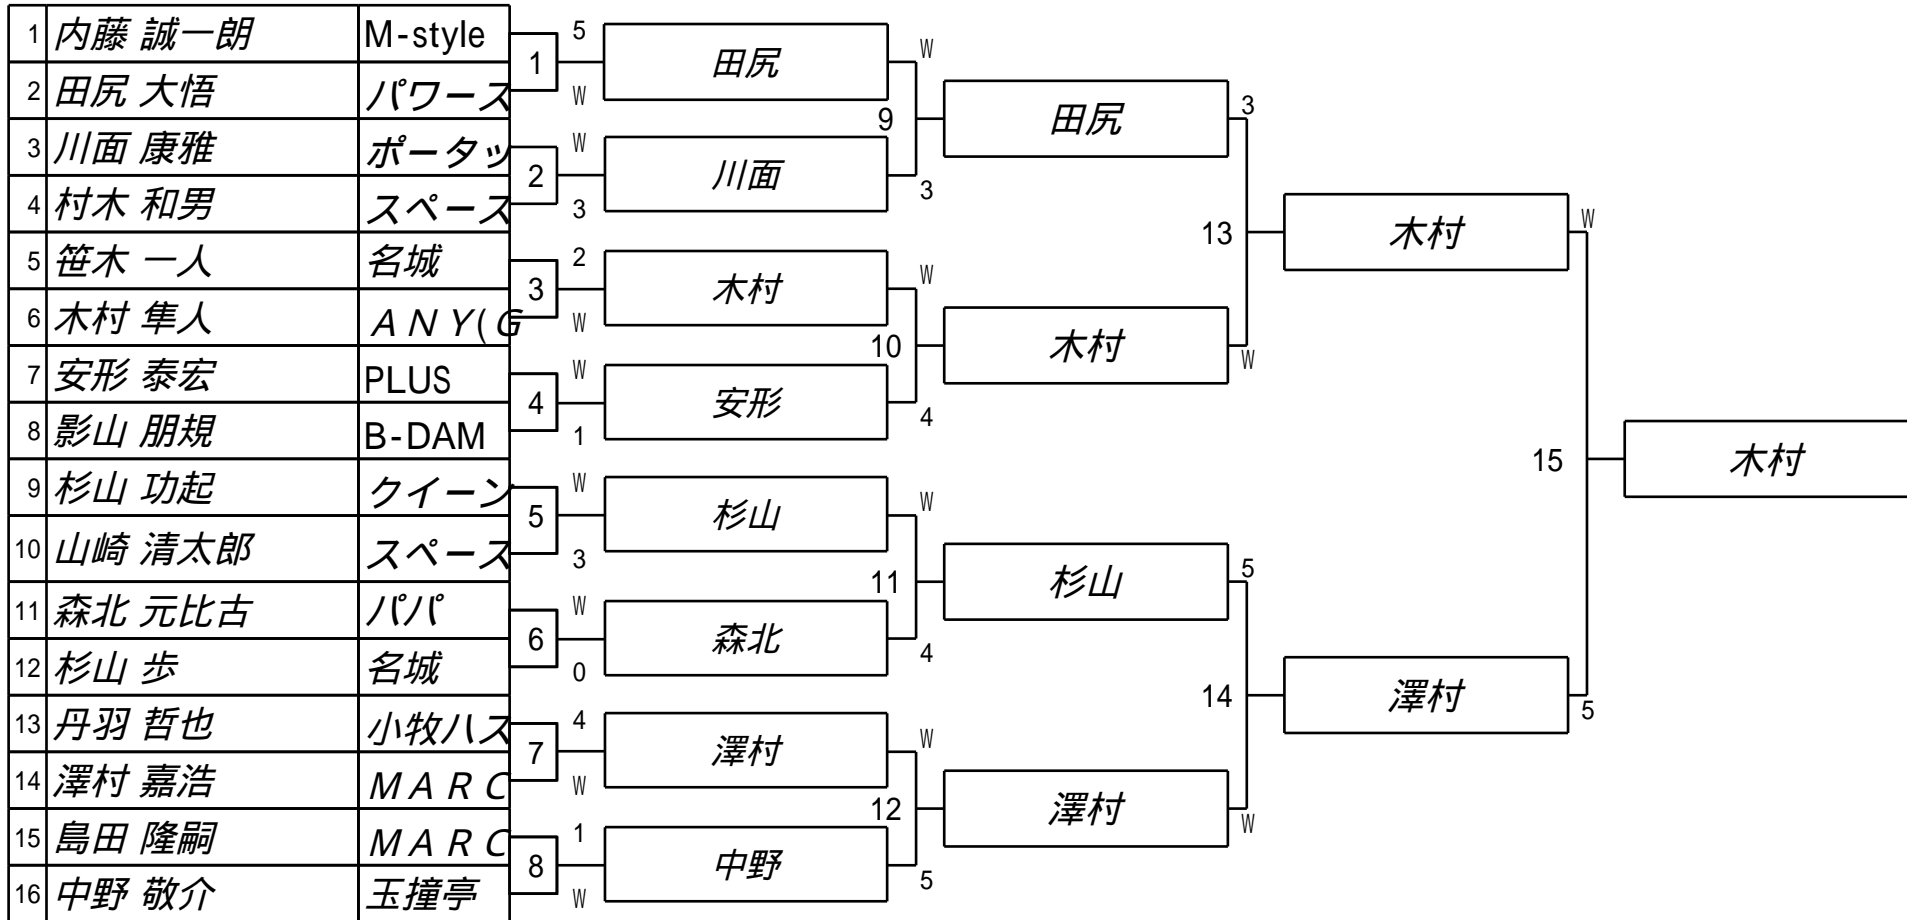 1 内藤 誠一朗 M-style
2 田尻 大悟 パワース
3 川面 康雅 ポータッ
4 村木 和男 スペース
5 笹木 一人 名城
6 木村 隼人 ANY(G
7 安形 泰宏 PLUS
8 影山 朋規 B-DAM
9 杉山 功起 クイーン
10 山崎 清太郎 スペース
11 森北 元比古 パパ
12 杉山 歩 名城
13 丹羽 哲也 小牧ハス
14 澤村 嘉浩 MARC
15 島田 隆嗣 MARC
16 中野 敬介 玉撞亭
1 5 W
2 W 3
3 2 W
4 W 1
5 W 3
6 W 0
7 4 W
8 1 W
田尻 W
川面 3
木村 W
安形 4
杉山 W
森北 4
澤村 W
中野 5
9
10
11
12
田尻 3
木村 W
杉山 5
澤村 W
13
14
木村 W
澤村 5
15
木村